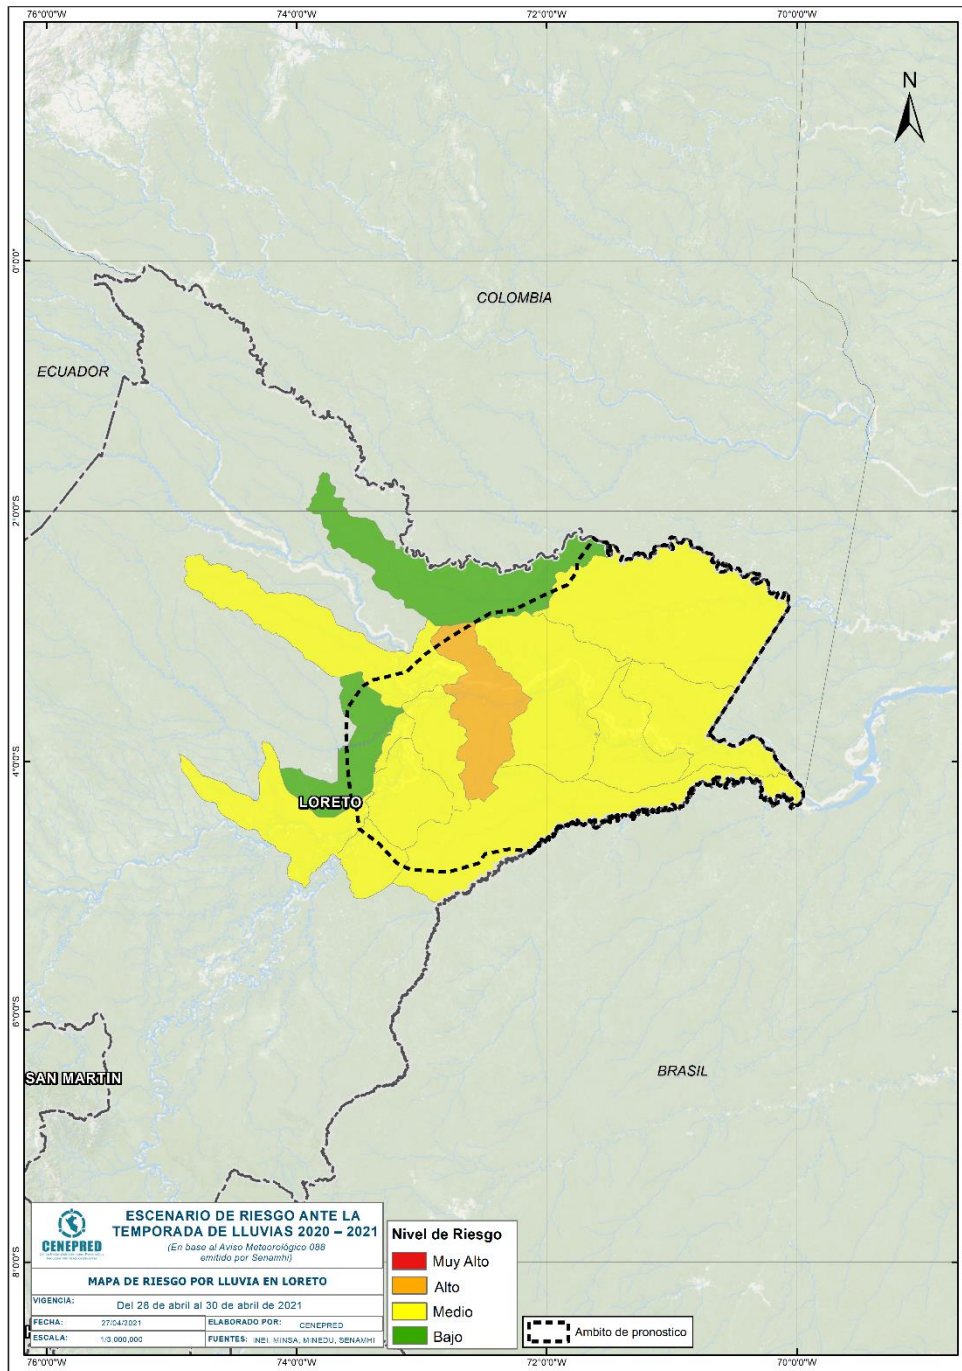 76°0'0"W 74°0'0"W 72°0'0"W 70°0'0"W
N
0°0'0"
COLOMBIA
ECUADOR
2°0'0"S
4°0'0"S
LORETO
6°0'0"S
SAN MARTIN
BRASIL
8°0'0"S
CENEPRED
ESCENARIO DE RIESGO ANTE LA
TEMPORADA DE LLUVIAS 2020 – 2021
(En base al Aviso Meteorológico 088
emitido por Senamhi)
MAPA DE RIESGO POR LLUVIA EN LORETO
VIGENCIA: Del 28 de abril al 30 de abril de 2021
FECHA: 27/04/2021 ELABORADO POR: CENEPRED
ESCALA: 1/3,000,000 FUENTES: INEI, MINSA, MINEDU, SENAMHI
Nivel de Riesgo
Muy Alto
Alto
Medio
Bajo
Ambito de pronostico
76°0'0"W 74°0'0"W 72°0'0"W 70°0'0"W